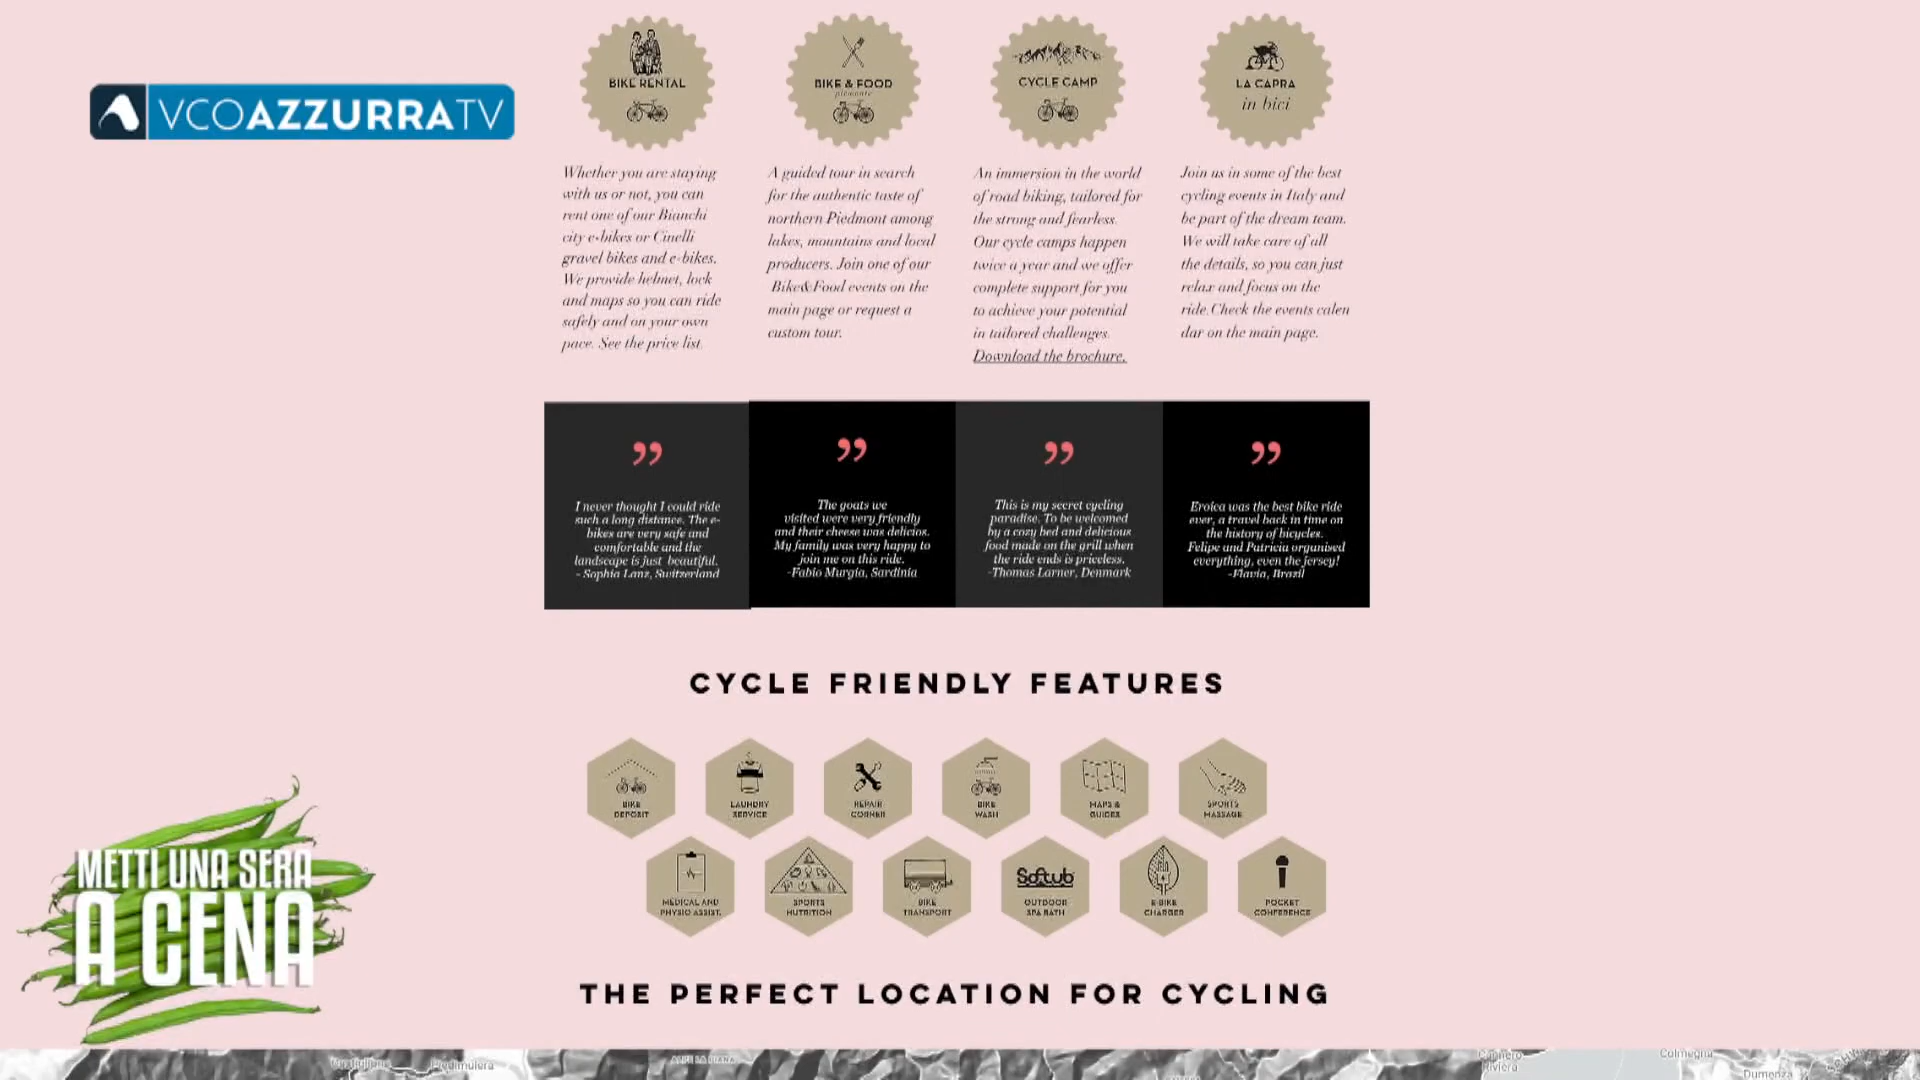 VCOAZZURRATV
BIKE RENTAL
Whether you are staying
with us or not, you can
rent one of our Bianchi
city e-bikes or Cinelli
gravel bikes and e-bikes.
We provide helmet, lock
and maps so you can ride
safely and on your own
pace. See the price list.
BIKE & FOOD
piemonte
A guided tour in search
for the authentic taste of
northern Piedmont among
lakes, mountains and local
producers. Join one of our
Bike&Food events on the
main page or request a
custom tour.
CYCLE CAMP
An immersion in the world
of road biking, tailored for
the strong and fearless.
Our cycle camps happen
twice a year and we offer
complete support for you
to achieve your potential
in tailored challenges.
Download the brochure.
LA CAPRA
in bici
Join us in some of the best
cycling events in Italy and
be part of the dream team.
We will take care of all
the details, so you can just
relax and focus on the
ride. Check the events calen
dar on the main page.
”
I never thought I could ride
such a long distance. The e-
bikes are very safe and
comfortable and the
landscape is just beautiful.
- Sophia Lanz, Switzerland
”
The goats we
visited were very friendly
and their cheese was delicios.
My family was very happy to
join me on this ride.
-Fabio Murgia, Sardinia
”
This is my secret cycling
paradise. To be welcomed
by a cozy bed and delicious
food made on the grill when
the ride ends is priceless.
-Thomas Larner, Denmark
”
Eroica was the best bike ride
ever, a travel back in time on
the history of bicycles.
Felipe and Patricia organised
everything, even the jersey!
-Flavia, Brazil
CYCLE FRIENDLY FEATURES
BIKE
DEPOSIT
LAUNDRY
SERVICE
REPAIR
CORNER
BIKE
WASH
MAPS &
GUIDES
SPORTS
MASSAGE
MEDICAL AND
PHYSIO ASSIST.
SPORTS
NUTRITION
BIKE
TRANSPORT
Softub
OUTDOOR
SPA BATH
E-BIKE
CHARGER
POCKET
CONFERENCE
METTI UNA SERA
A CENA
THE PERFECT LOCATION FOR CYCLING
Piedimulera
Cannero
Riviera
Colmegna
Dumenza